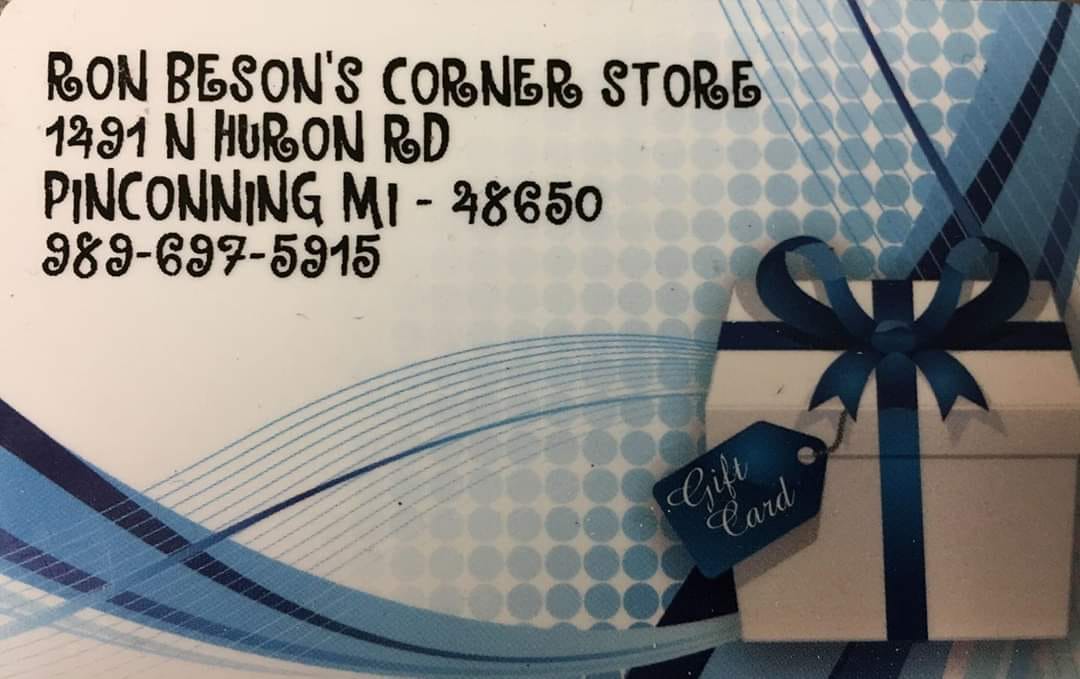 RON BESON'S CORNER STORE
1491 N HURON RD
PINCONNING MI - 48650
989-697-5915
Gift
Card